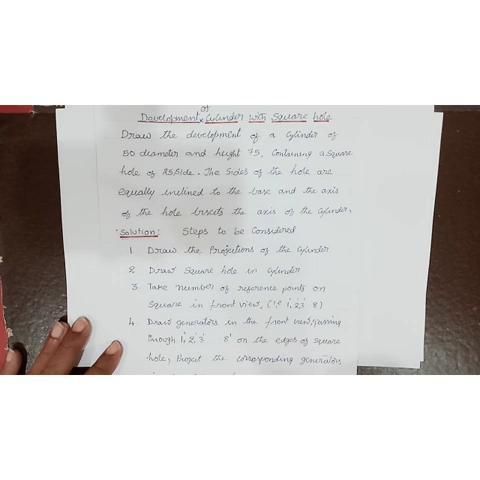 Development of Cylinder with Square hole
Draw the development of a cylinder of
50 diameter and height 75, Containing a Square
hole of 25 Side. The Sides of the hole are
equally inclined to the base and the axis
of the hole bisects the axis of the cylinder.
Solution: Steps to be Considered
1 Draw the Projections of the Cylinder
2 Draw Square hole in Cylinder
3 Take number of reference points on
Square in front view, (1', 2', 3' 8')
4 Draw generators in the front view, passing
through 1', 2', 3' 8' on the edges of square
hole, Project the corresponding generators